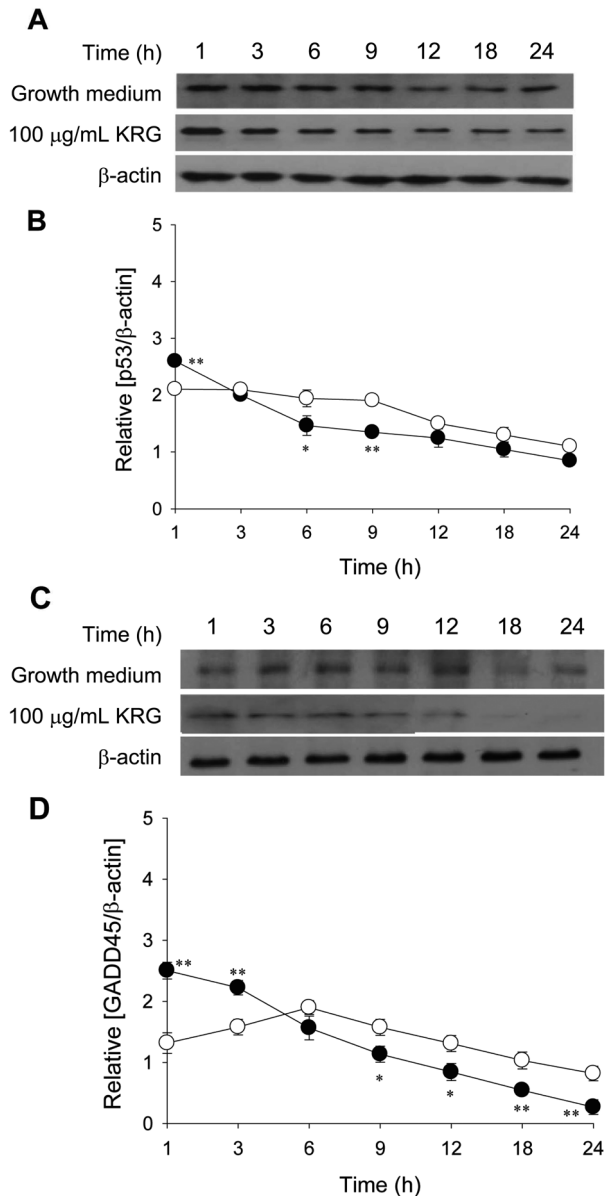 A
Time (h) 1 3 6 9 12 18 24
Growth medium
100 μg/mL KRG
β-actin
B
Relative [p53/β-actin]
5
4
3
2
1
0
**
*
**
1 3 6 9 12 18 24
Time (h)
C
Time (h) 1 3 6 9 12 18 24
Growth medium
100 μg/mL KRG
β-actin
D
Relative [GADD45/β-actin]
5
4
3
2
1
0
**
**
*
*
**
**
1 3 6 9 12 18 24
Time (h)